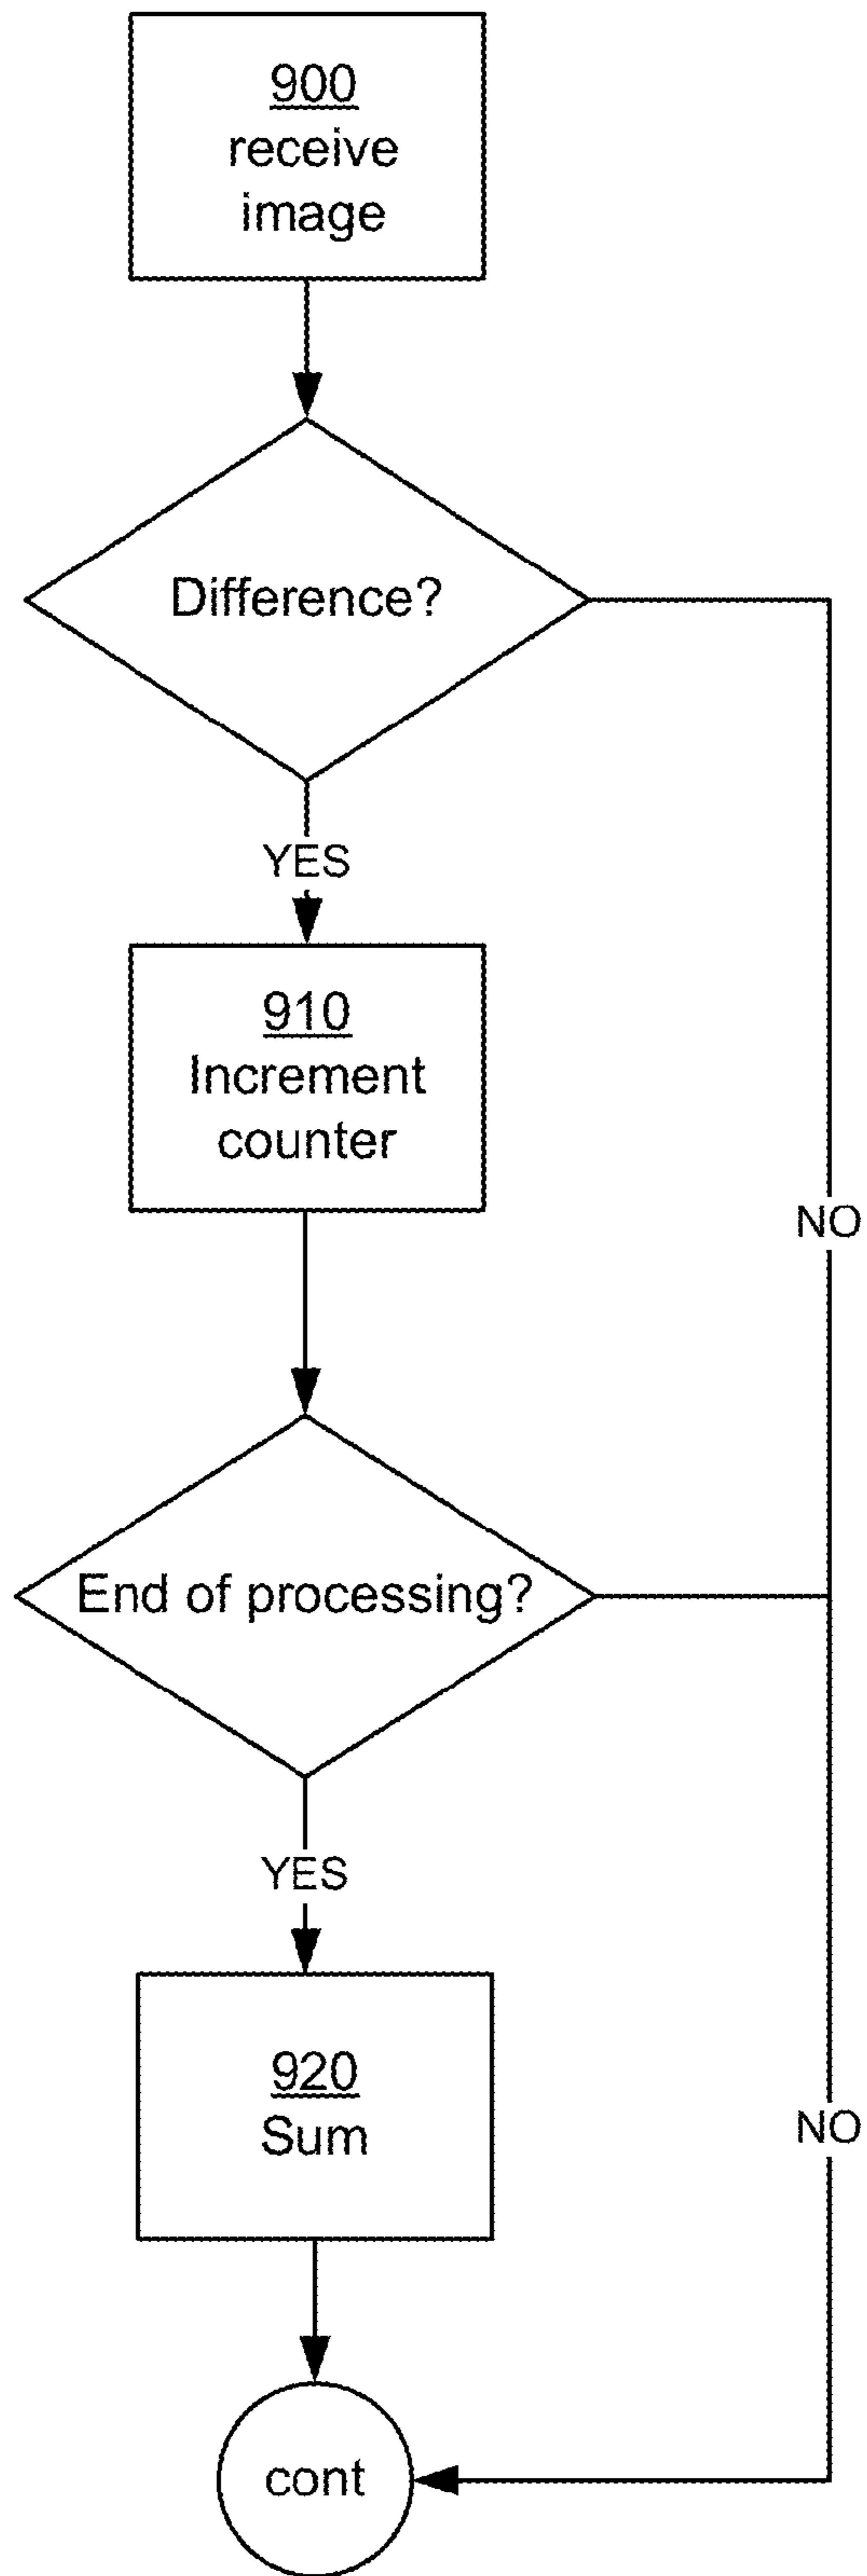 900
receive
image
Difference?
YES
910
Increment
counter
NO
End of processing?
YES
920
Sum
NO
cont